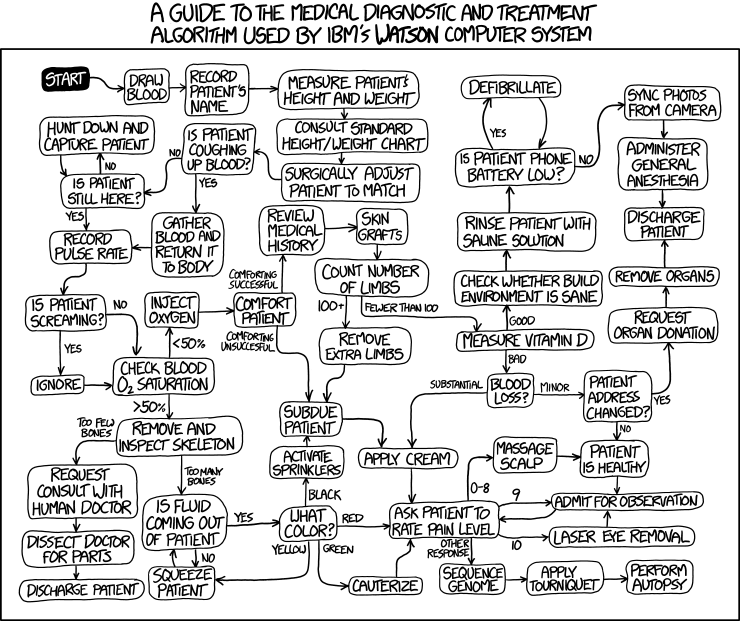 A GUIDE TO THE MEDICAL DIAGNOSTIC AND TREATMENT
ALGORITHM USED BY IBM'S WATSON COMPUTER SYSTEM
START
DRAW
BLOOD
RECORD
PATIENT'S
NAME
MEASURE PATIENT'S
HEIGHT AND WEIGHT
CONSULT STANDARD
HEIGHT/WEIGHT CHART
SURGICALLY ADJUST
PATIENT TO MATCH
IS PATIENT
COUGHING
UP BLOOD?
NO
YES
HUNT DOWN AND
CAPTURE PATIENT
NO
IS PATIENT
STILL HERE?
YES
GATHER
BLOOD AND
RETURN IT
TO BODY
RECORD
PULSE RATE
IS PATIENT
SCREAMING?
NO
YES
IGNORE
CHECK BLOOD
O2 SATURATION
<50%
INJECT
OXYGEN
COMFORT
PATIENT
COMFORTING
SUCCESSFUL
COMFORTING
UNSUCCESSFUL
REVIEW
MEDICAL
HISTORY
SKIN
GRAFTS
COUNT NUMBER
OF LIMBS
100+
FEWER THAN 100
REMOVE
EXTRA LIMBS
SUBDUE
PATIENT
>50%
REMOVE AND
INSPECT SKELETON
TOO FEW
BONES
TOO MANY
BONES
REQUEST
CONSULT WITH
HUMAN DOCTOR
DISSECT DOCTOR
FOR PARTS
DISCHARGE PATIENT
IS FLUID
COMING OUT
OF PATIENT
YES
NO
SQUEEZE
PATIENT
WHAT
COLOR?
BLACK
RED
YELLOW
GREEN
ACTIVATE
SPRINKLERS
CAUTERIZE
APPLY CREAM
ASK PATIENT TO
RATE PAIN LEVEL
0-8
9
10
OTHER
RESPONSE
MASSAGE
SCALP
PATIENT
IS HEALTHY
ADMIT FOR OBSERVATION
LASER EYE REMOVAL
SEQUENCE
GENOME
APPLY
TOURNIQUET
PERFORM
AUTOPSY
MEASURE VITAMIN D
GOOD
BAD
BLOOD
LOSS?
SUBSTANTIAL
MINOR
PATIENT
ADDRESS
CHANGED?
YES
NO
REQUEST
ORGAN DONATION
REMOVE ORGANS
DISCHARGE
PATIENT
CHECK WHETHER BUILD
ENVIRONMENT IS SANE
RINSE PATIENT WITH
SALINE SOLUTION
IS PATIENT PHONE
BATTERY LOW?
YES
NO
DEFIBRILLATE
SYNC PHOTOS
FROM CAMERA
ADMINISTER
GENERAL
ANESTHESIA